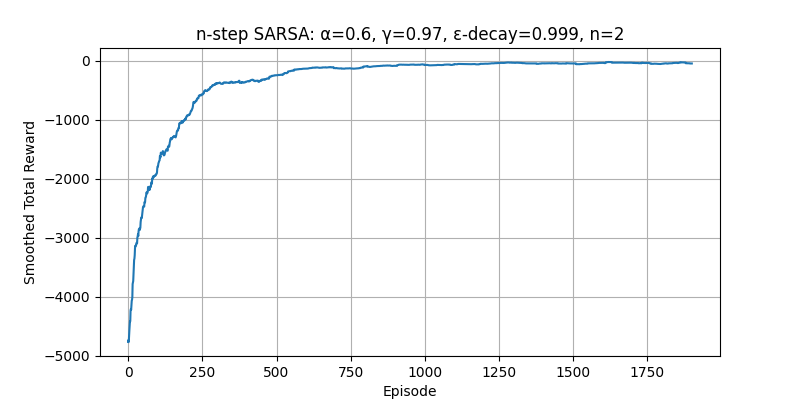 n-step SARSA: α=0.6, γ=0.97, ε-decay=0.999, n=2
0
−1000
−2000
−3000
−4000
−5000
Smoothed Total Reward
0 250 500 750 1000 1250 1500 1750
Episode